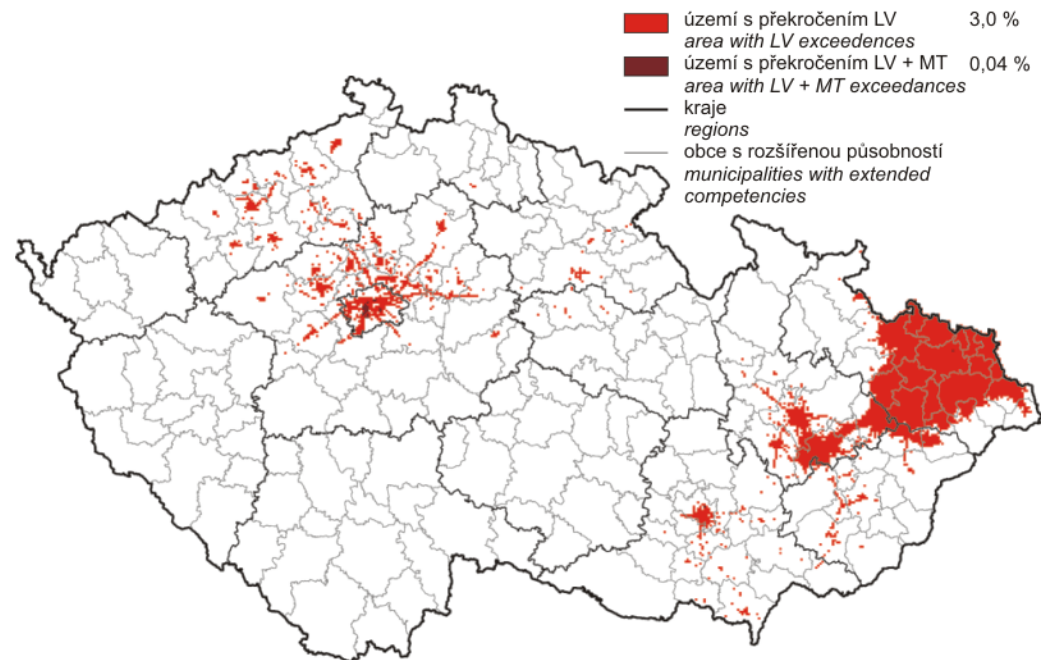 území s překročením LV 3,0 %
area with LV exceedences
území s překročením LV + MT 0,04 %
area with LV + MT exceedances
kraje
regions
obce s rozšířenou působností
municipalities with extended
competencies